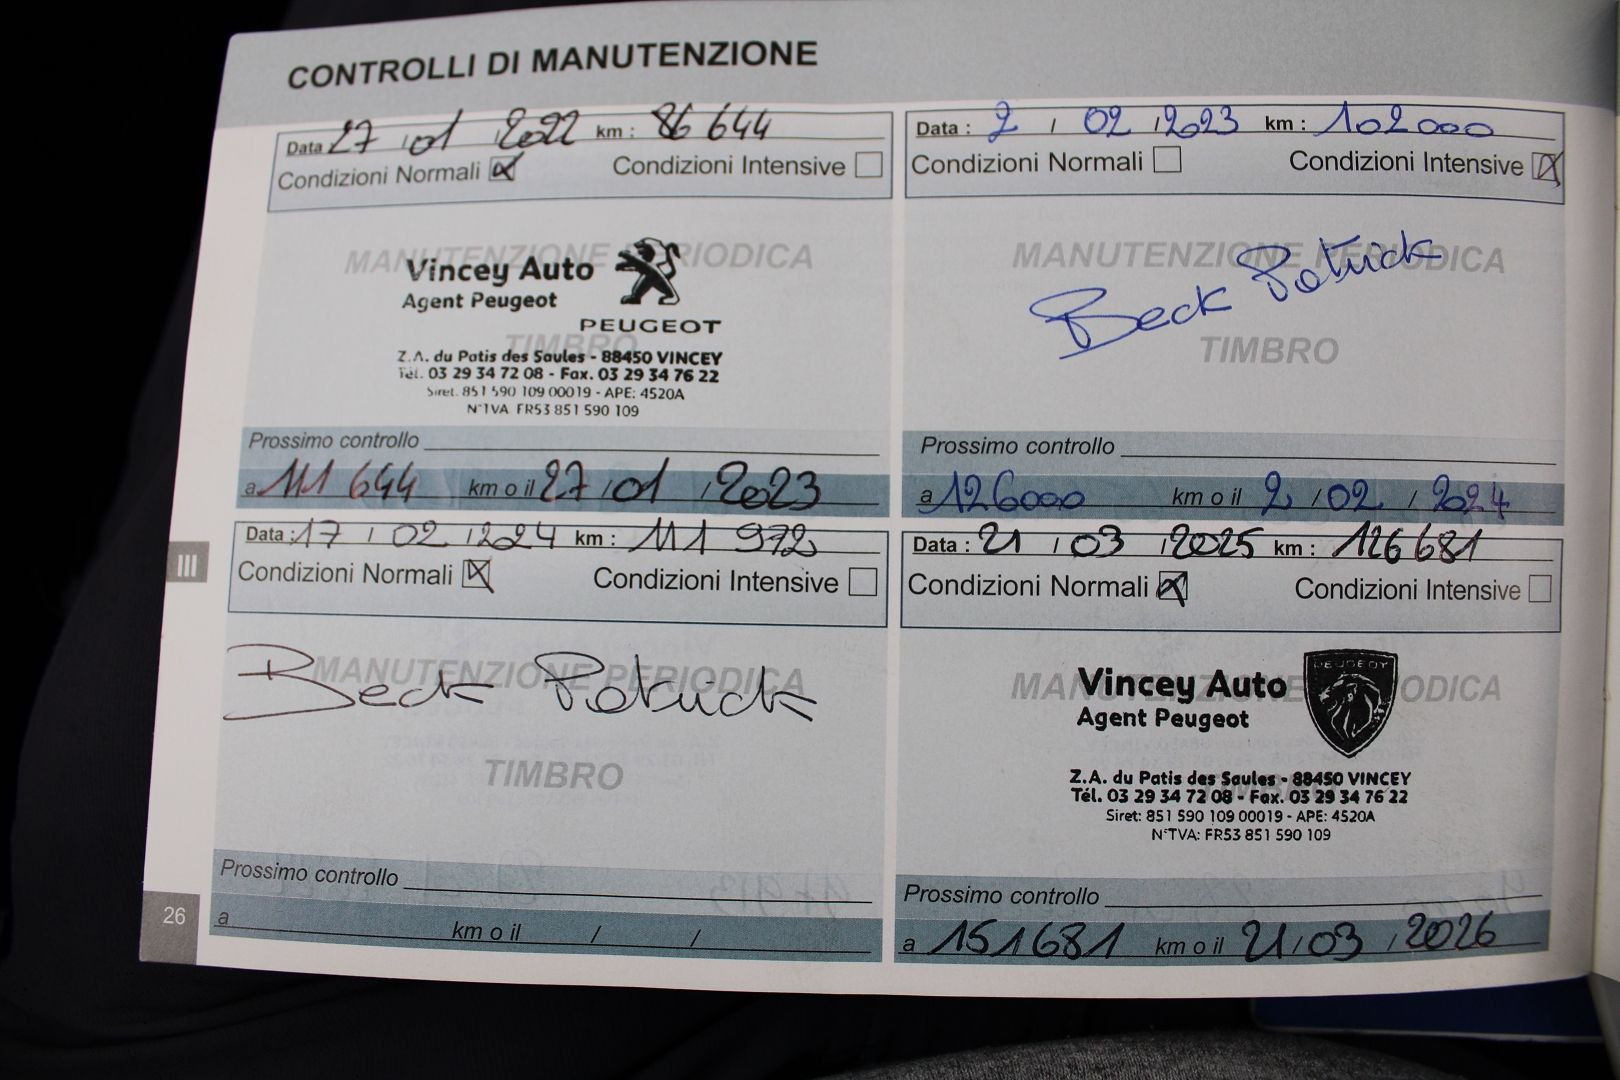 CONTROLLI DI MANUTENZIONE
Data 27 / 01 / 2022 km : 86 644
Condizioni Normali Condizioni Intensive
MANUTENZIONE PERIODICA
Vincey Auto
Agent Peugeot
PEUGEOT
TIMBRO
Z.A. du Patis des Saules - 88450 VINCEY
Tél. 03 29 34 72 08 - Fax. 03 29 34 76 22
Siret. 851 590 109 00019 - APE: 4520A
N°TVA FR53 851 590 109
Prossimo controllo
a 111 644 km o il 27 / 01 / 2023
Data : 2 / 02 / 2023 km : 102000
Condizioni Normali Condizioni Intensive
MANUTENZIONE PERIODICA
Beck Patrick
TIMBRO
Prossimo controllo
a 126000 km o il 2 / 02 / 2024
Data : 17 / 02 / 2024 km : 111 972
Condizioni Normali Condizioni Intensive
MANUTENZIONE PERIODICA
Beck Patrick
TIMBRO
Prossimo controllo
a km o il / /
Data : 21 / 03 / 2025 km : 126 681
Condizioni Normali Condizioni Intensive
MANUTENZIONE PERIODICA
PEUGEOT
Vincey Auto
Agent Peugeot
TIMBRO
Z.A. du Patis des Saules - 88450 VINCEY
Tél. 03 29 34 72 08 - Fax. 03 29 34 76 22
Siret: 851 590 109 00019 - APE: 4520A
N°TVA: FR53 851 590 109
Prossimo controllo
a 151681 km o il 21 / 03 / 2026
III
26